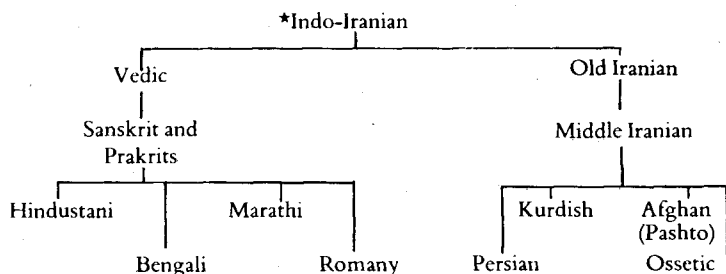 *Indo-Iranian
Vedic
Old Iranian
Sanskrit and
Prakrits
Middle Iranian
Hindustani
Marathi
Kurdish
Afghan
(Pashto)
Bengali
Romany
Persian
Ossetic